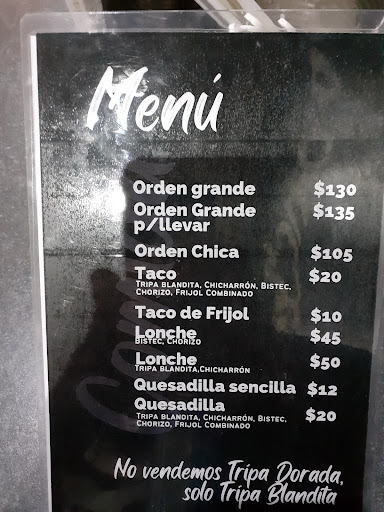 Menú
Orden grande $130
Orden Grande $135
p/llevar
Orden Chica $105
Taco $20
Tripa blandita, Chicharrón, Bistec,
Chorizo, Frijol Combinado
Taco de Frijol $10
Lonche $45
Bistec, Chorizo
Lonche $50
Tripa blandita,Chicharrón
Quesadilla sencilla $12
Quesadilla $20
Tripa blandita, Chicharrón, Bistec,
Chorizo, Frijol Combinado
No vendemos Tripa Dorada,
solo Tripa Blandita